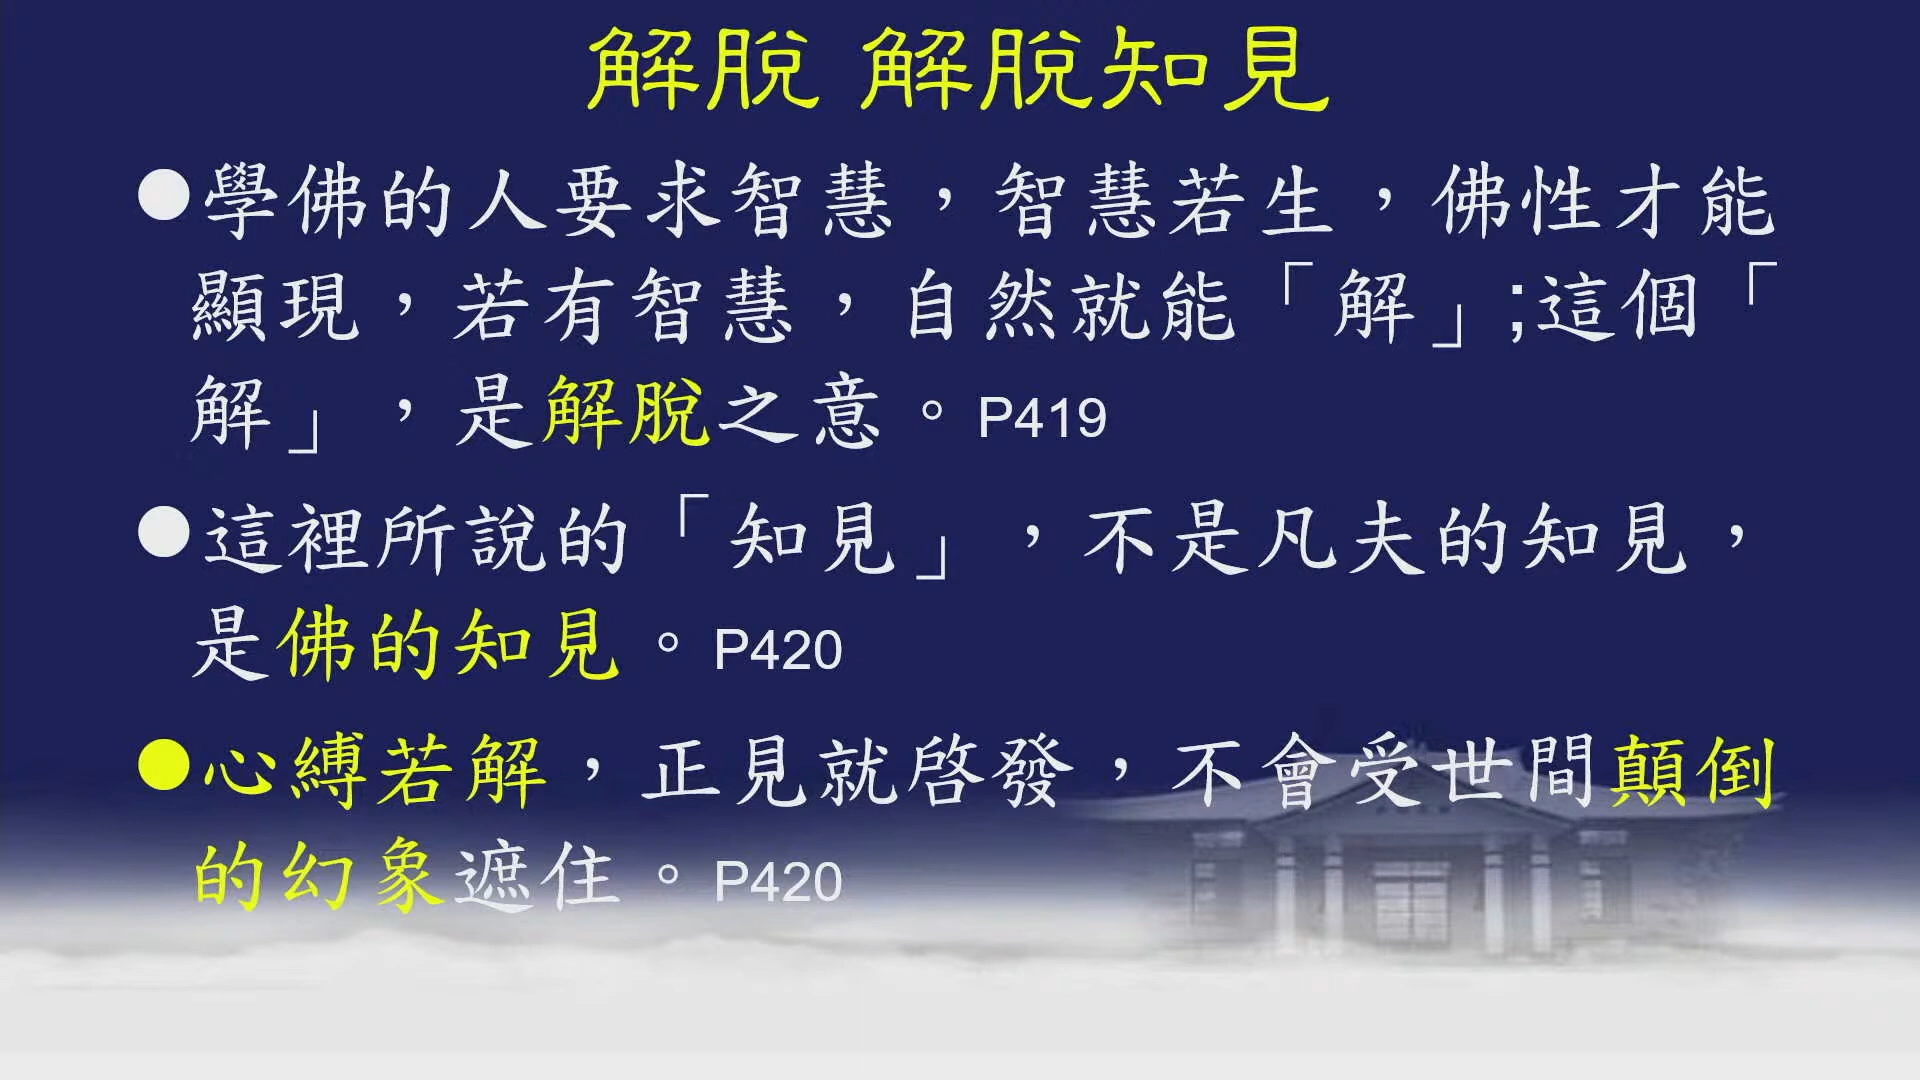 解脫 解脫知見
●學佛的人要求智慧，智慧若生，佛性才能
顯現，若有智慧，自然就能「解」;這個「
解」，是解脫之意。P419
●這裡所說的「知見」，不是凡夫的知見，
是佛的知見。P420
●心縛若解，正見就啓發，不會受世間顛倒
的幻象遮住。P420